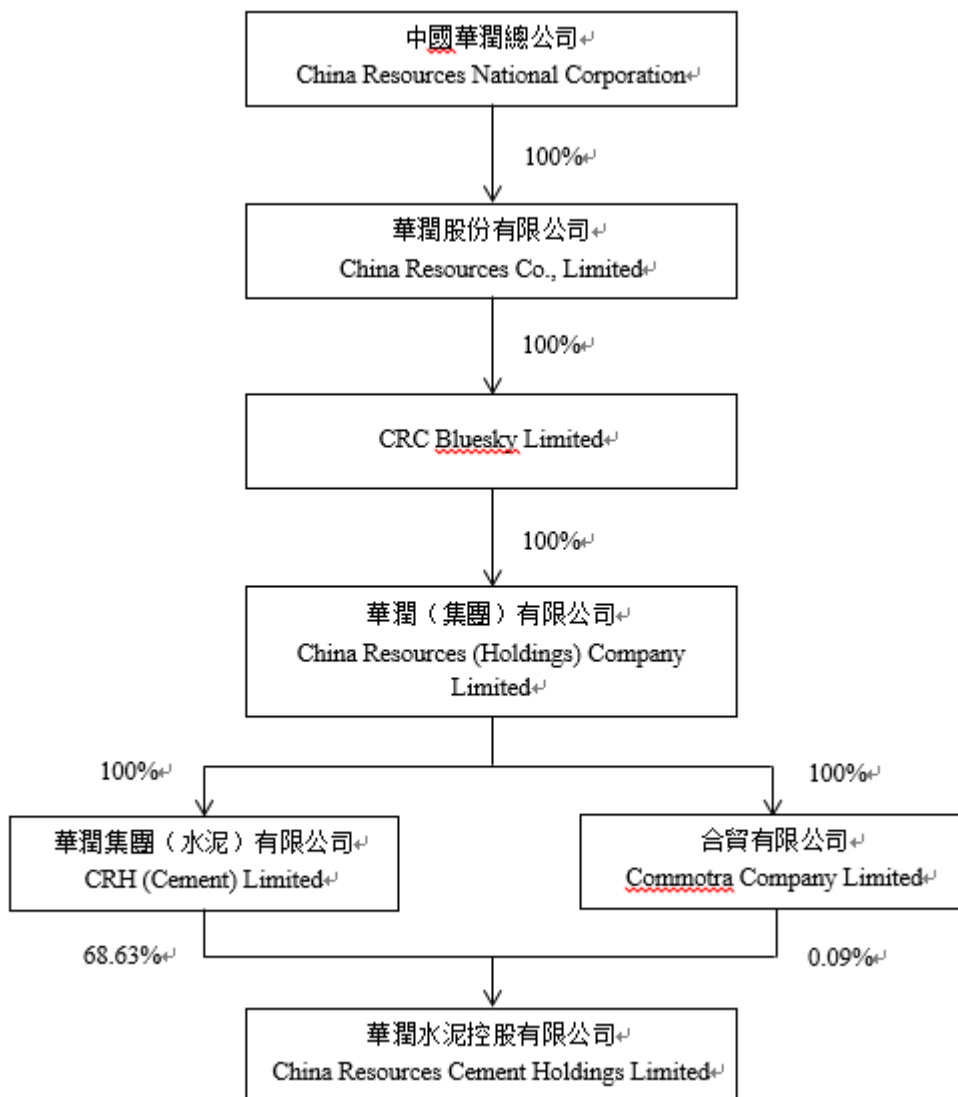 中國華潤總公司
China Resources National Corporation
100%
華潤股份有限公司
China Resources Co., Limited
100%
CRC Bluesky Limited
100%
華潤（集團）有限公司
China Resources (Holdings) Company
Limited
100%
100%
華潤集團（水泥）有限公司
CRH (Cement) Limited
合貿有限公司
Commotra Company Limited
68.63%
0.09%
華潤水泥控股有限公司
China Resources Cement Holdings Limited